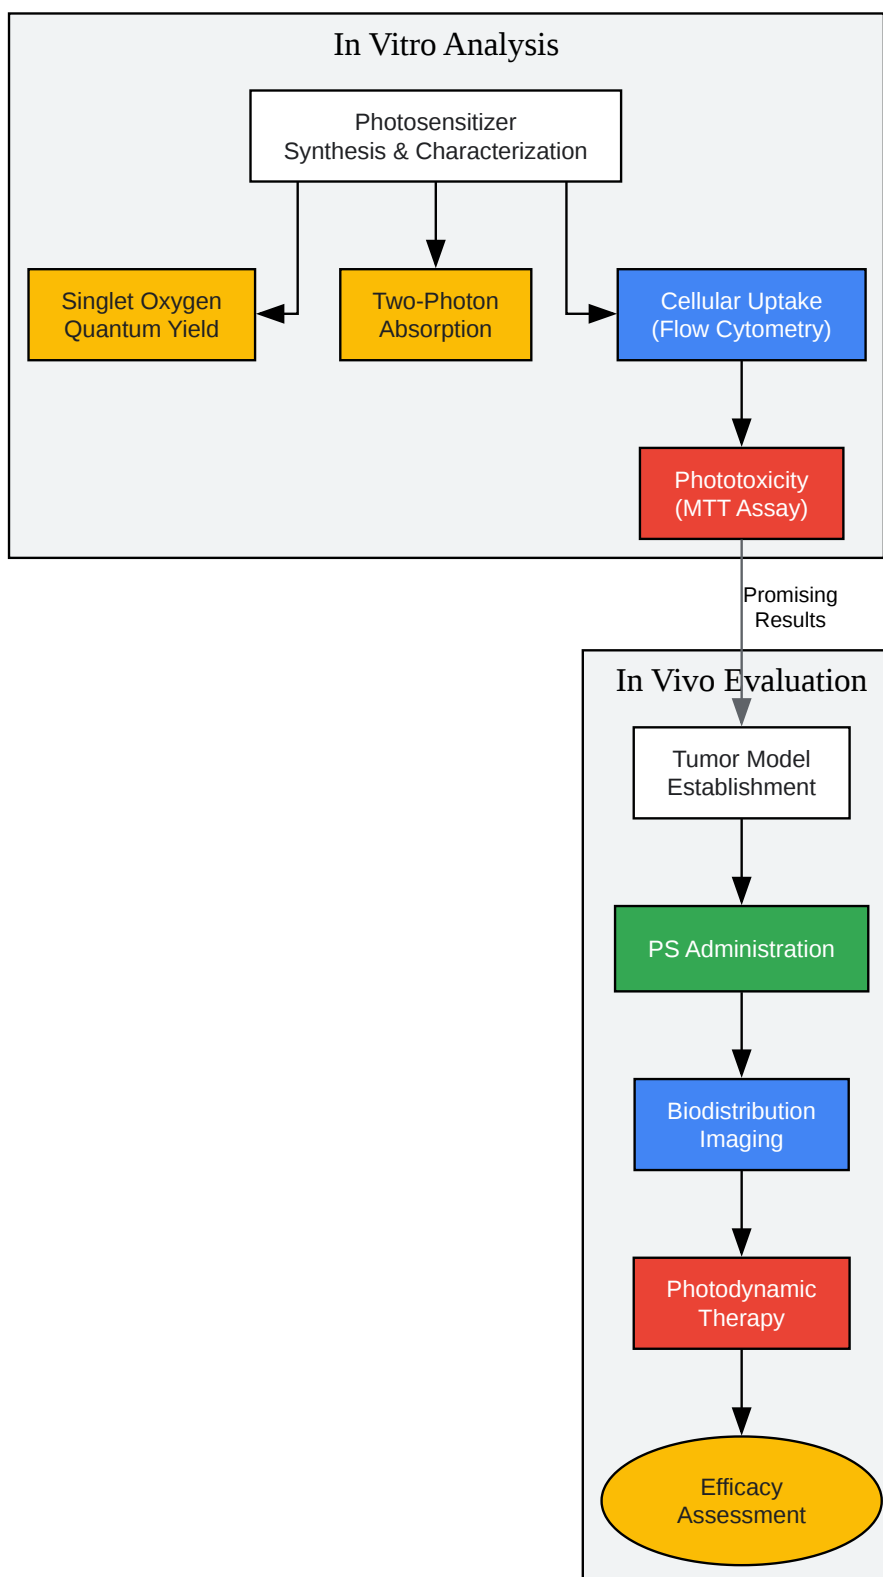 In Vitro Analysis
Photosensitizer
Synthesis & Characterization
Singlet Oxygen
Quantum Yield
Two-Photon
Absorption
Cellular Uptake
(Flow Cytometry)
Phototoxicity
(MTT Assay)
Promising
Results
In Vivo Evaluation
Tumor Model
Establishment
PS Administration
Biodistribution
Imaging
Photodynamic
Therapy
Efficacy
Assessment